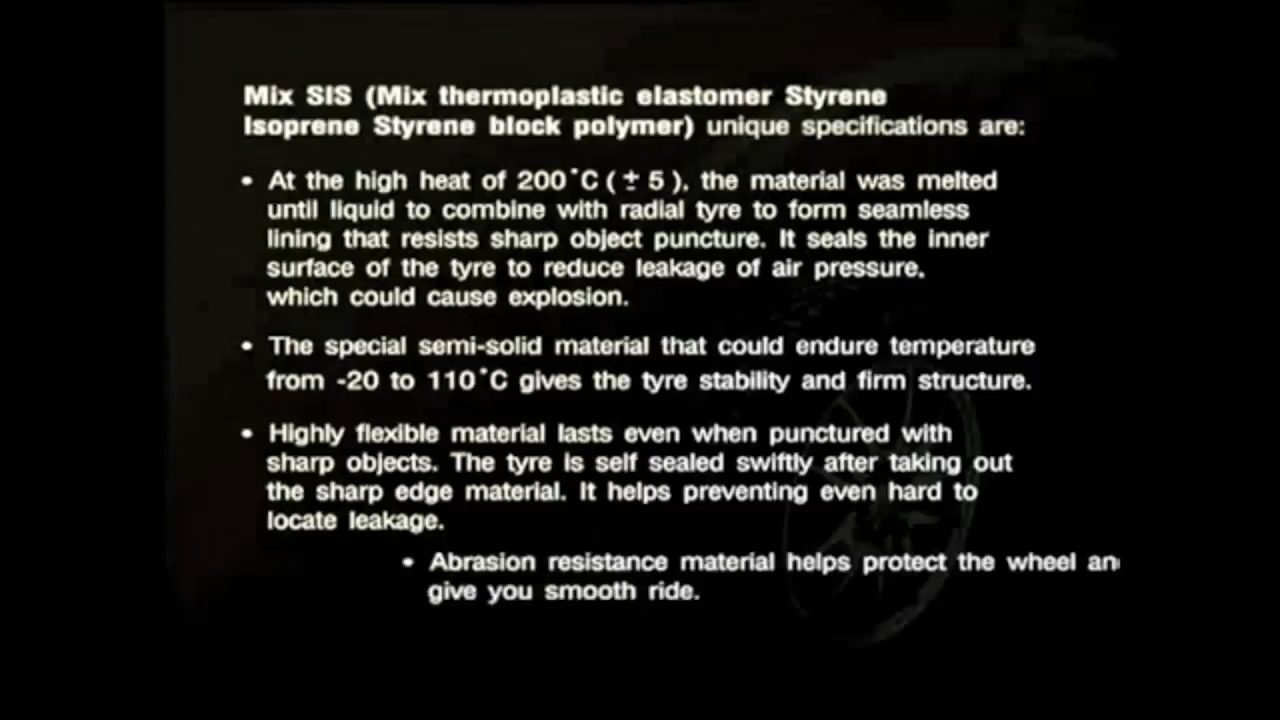 Mix SIS (Mix thermoplastic elastomer Styrene
Isoprene Styrene block polymer) unique specifications are:
• At the high heat of 200˚C ( ± 5 ), the material was melted
until liquid to combine with radial tyre to form seamless
lining that resists sharp object puncture. It seals the inner
surface of the tyre to reduce leakage of air pressure,
which could cause explosion.
• The special semi-solid material that could endure temperature
from -20 to 110˚C gives the tyre stability and firm structure.
• Highly flexible material lasts even when punctured with
sharp objects. The tyre is self sealed swiftly after taking out
the sharp edge material. It helps preventing even hard to
locate leakage.
• Abrasion resistance material helps protect the wheel an
give you smooth ride.